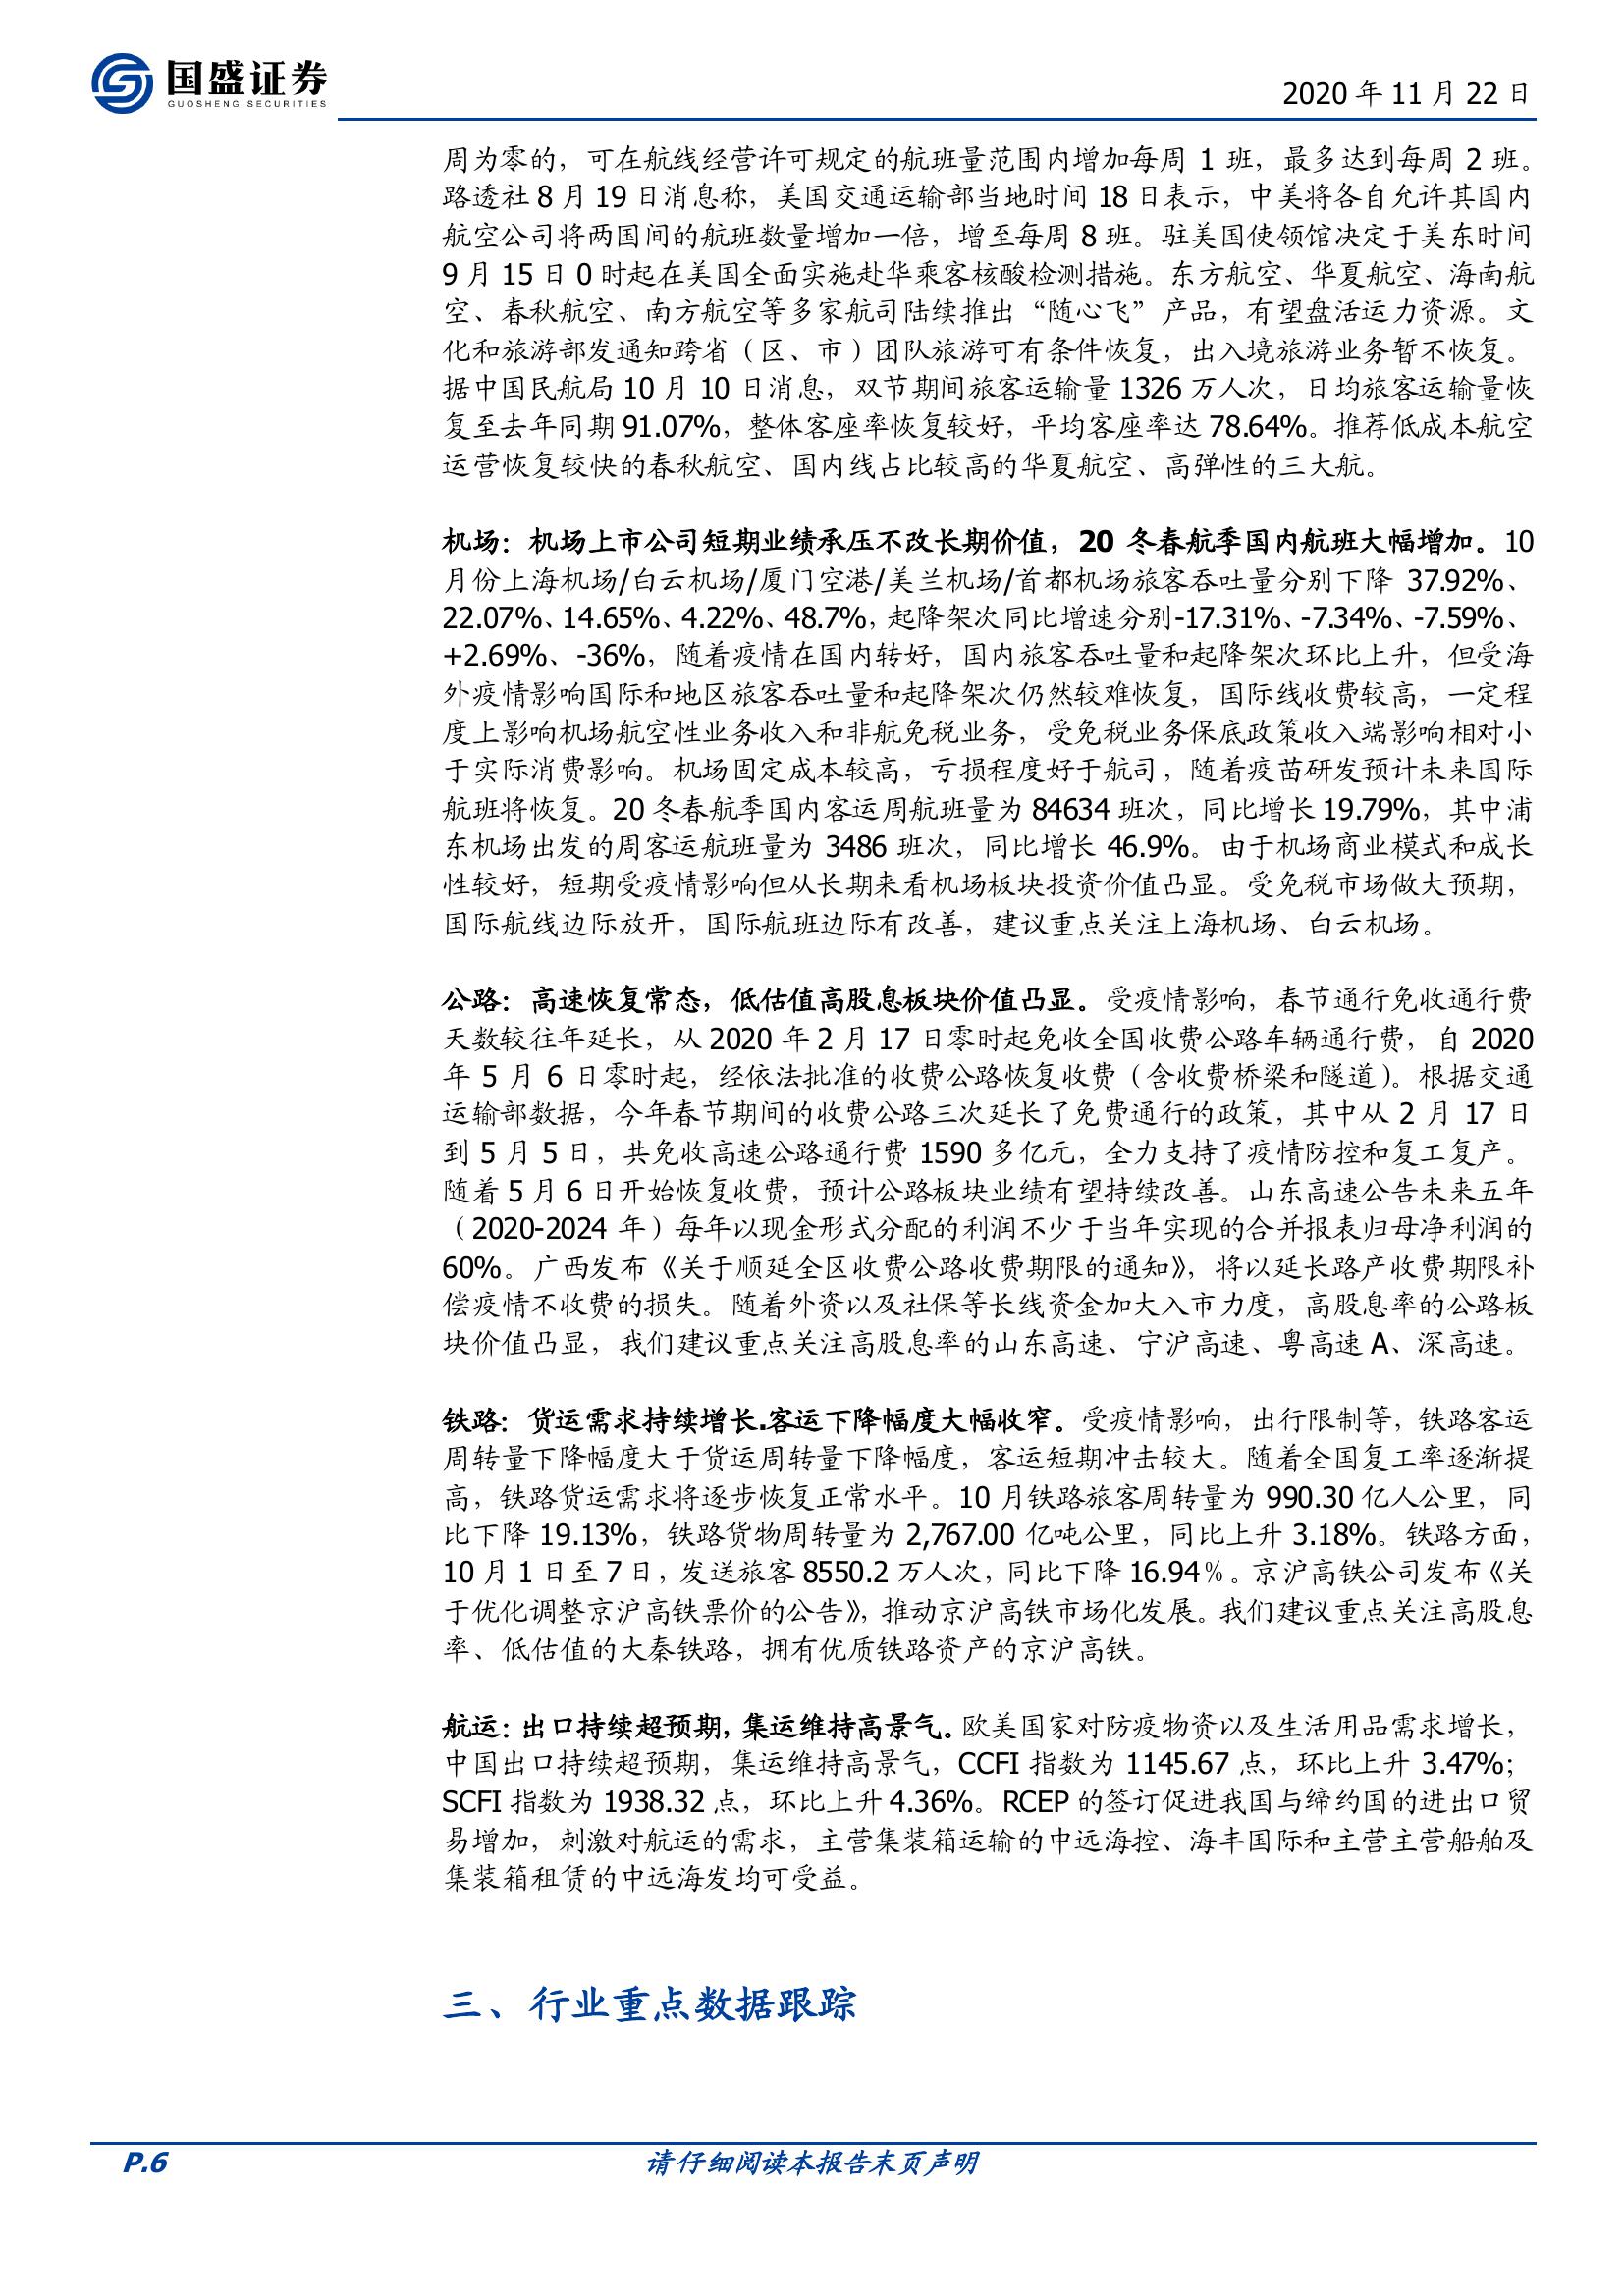 国盛证券
GUOSHENG SECURITIES
2020 年 11 月 22 日
周为零的，可在航线经营许可规定的航班量范围内增加每周 1 班，最多达到每周 2 班。
路透社 8 月 19 日消息称，美国交通运输部当地时间 18 日表示，中美将各自允许其国内
航空公司将两国间的航班数量增加一倍，增至每周 8 班。驻美国使领馆决定于美东时间
9 月 15 日 0 时起在美国全面实施赴华乘客核酸检测措施。东方航空、华夏航空、海南航
空、春秋航空、南方航空等多家航司陆续推出“随心飞”产品，有望盘活运力资源。文
化和旅游部发通知跨省（区、市）团队旅游可有条件恢复，出入境旅游业务暂不恢复。
据中国民航局 10 月 10 日消息，双节期间旅客运输量 1326 万人次，日均旅客运输量恢
复至去年同期 91.07%，整体客座率恢复较好，平均客座率达 78.64%。推荐低成本航空
运营恢复较快的春秋航空、国内线占比较高的华夏航空、高弹性的三大航。
机场：机场上市公司短期业绩承压不改长期价值，20 冬春航季国内航班大幅增加。10
月份上海机场/白云机场/厦门空港/美兰机场/首都机场旅客吞吐量分别下降 37.92%、
22.07%、14.65%、4.22%、48.7%，起降架次同比增速分别-17.31%、-7.34%、-7.59%、
+2.69%、-36%，随着疫情在国内转好，国内旅客吞吐量和起降架次环比上升，但受海
外疫情影响国际和地区旅客吞吐量和起降架次仍然较难恢复，国际线收费较高，一定程
度上影响机场航空性业务收入和非航免税业务，受免税业务保底政策收入端影响相对小
于实际消费影响。机场固定成本较高，亏损程度好于航司，随着疫苗研发预计未来国际
航班将恢复。20 冬春航季国内客运周航班量为 84634 班次，同比增长 19.79%，其中浦
东机场出发的周客运航班量为 3486 班次，同比增长 46.9%。由于机场商业模式和成长
性较好，短期受疫情影响但从长期来看机场板块投资价值凸显。受免税市场做大预期，
国际航线边际放开，国际航班边际有改善，建议重点关注上海机场、白云机场。
公路：高速恢复常态，低估值高股息板块价值凸显。受疫情影响，春节通行免收通行费
天数较往年延长，从 2020 年 2 月 17 日零时起免收全国收费公路车辆通行费，自 2020
年 5 月 6 日零时起，经依法批准的收费公路恢复收费（含收费桥梁和隧道）。根据交通
运输部数据，今年春节期间的收费公路三次延长了免费通行的政策，其中从 2 月 17 日
到 5 月 5 日，共免收高速公路通行费 1590 多亿元，全力支持了疫情防控和复工复产。
随着 5 月 6 日开始恢复收费，预计公路板块业绩有望持续改善。山东高速公告未来五年
（2020-2024 年）每年以现金形式分配的利润不少于当年实现的合并报表归母净利润的
60%。广西发布《关于顺延全区收费公路收费期限的通知》，将以延长路产收费期限补
偿疫情不收费的损失。随着外资以及社保等长线资金加大入市力度，高股息率的公路板
块价值凸显，我们建议重点关注高股息率的山东高速、宁沪高速、粤高速 A、深高速。
铁路：货运需求持续增长.客运下降幅度大幅收窄。受疫情影响，出行限制等，铁路客运
周转量下降幅度大于货运周转量下降幅度，客运短期冲击较大。随着全国复工率逐渐提
高，铁路货运需求将逐步恢复正常水平。10 月铁路旅客周转量为 990.30 亿人公里，同
比下降 19.13%，铁路货物周转量为 2,767.00 亿吨公里，同比上升 3.18%。铁路方面，
10 月 1 日至 7 日，发送旅客 8550.2 万人次，同比下降 16.94％。京沪高铁公司发布《关
于优化调整京沪高铁票价的公告》，推动京沪高铁市场化发展。我们建议重点关注高股息
率、低估值的大秦铁路，拥有优质铁路资产的京沪高铁。
航运：出口持续超预期，集运维持高景气。欧美国家对防疫物资以及生活用品需求增长，
中国出口持续超预期，集运维持高景气，CCFI 指数为 1145.67 点，环比上升 3.47%；
SCFI 指数为 1938.32 点，环比上升 4.36%。RCEP 的签订促进我国与缔约国的进出口贸
易增加，刺激对航运的需求，主营集装箱运输的中远海控、海丰国际和主营主营船舶及
集装箱租赁的中远海发均可受益。
三、行业重点数据跟踪
P.6
请仔细阅读本报告末页声明